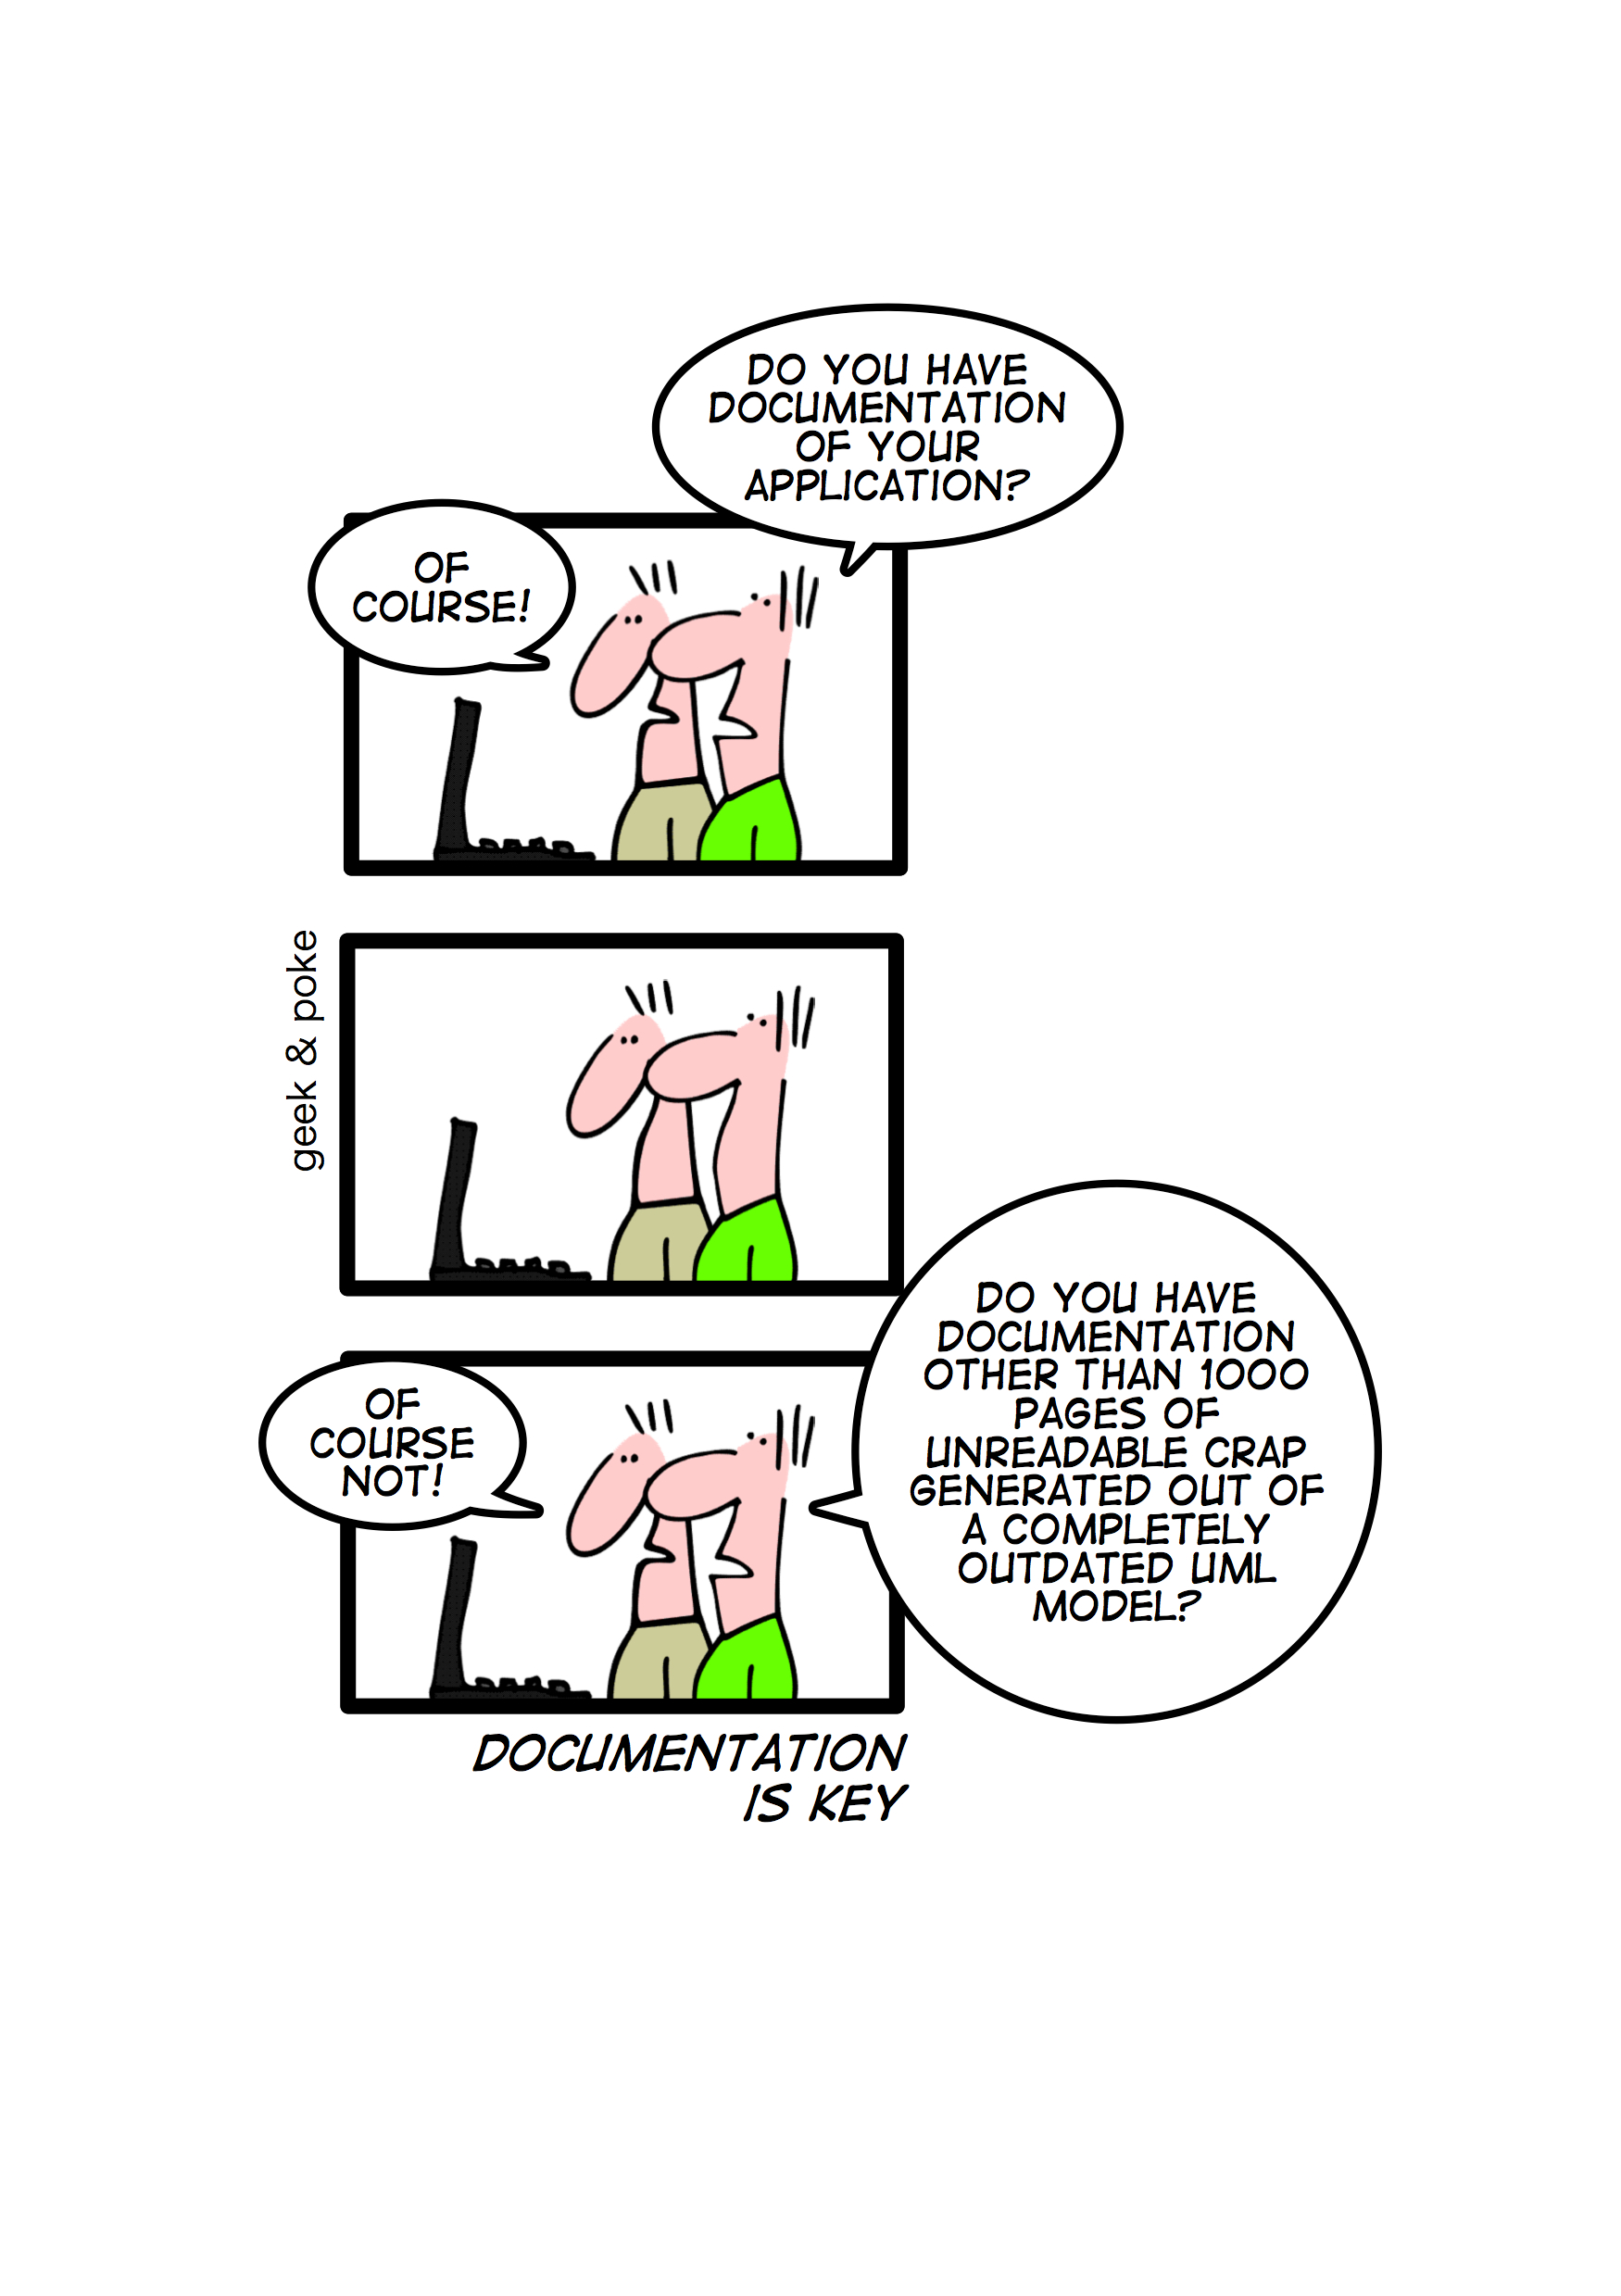 DO YOU HAVE
DOCUMENTATION
OF YOUR
APPLICATION?
OF
COURSE!
geek & poke
DO YOU HAVE
DOCUMENTATION
OTHER THAN 1000
PAGES OF
UNREADABLE CRAP
GENERATED OUT OF
A COMPLETELY
OUTDATED UML
MODEL?
OF
COURSE
NOT!
DOCUMENTATION
IS KEY